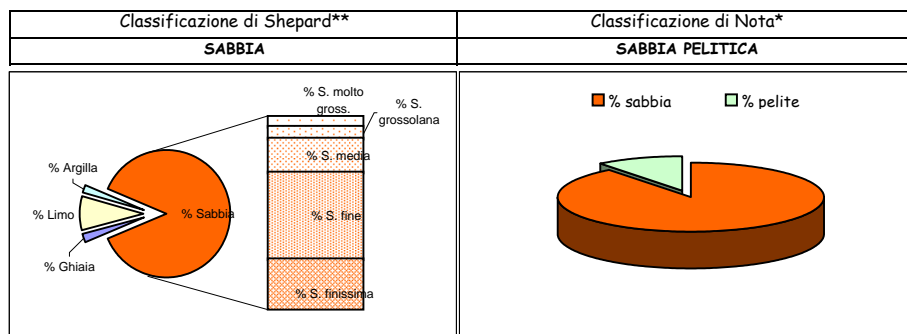 Classificazione di Shepard**
Classificazione di Nota*
SABBIA
SABBIA PELITICA
% S. molto
gross.
% S.
grossolana
% S. media
% Argilla
% Limo
% Sabbia
% S. fine
% Ghiaia
% S. finissima
% sabbia
% pelite